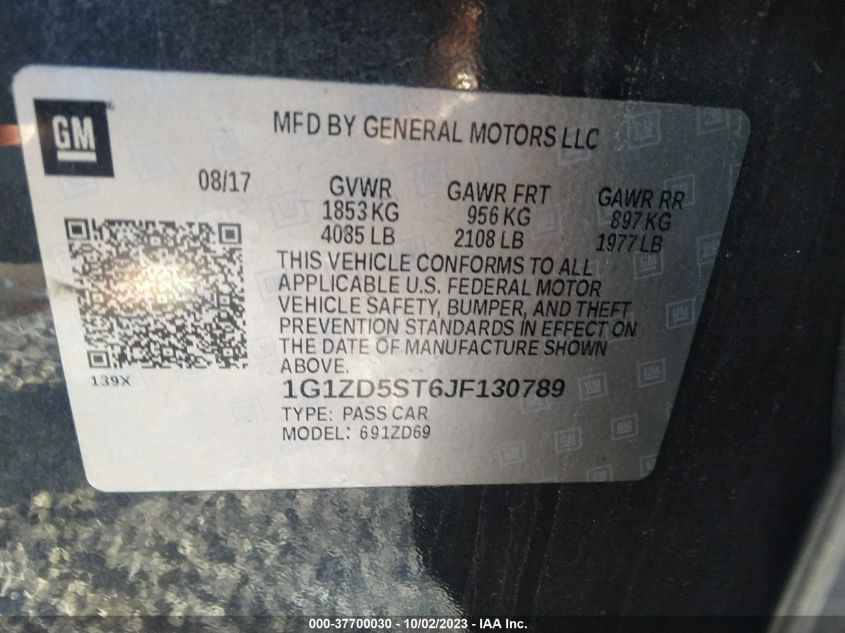 GM
MFD BY GENERAL MOTORS LLC
08/17
GVWR
1853 KG
4085 LB
GAWR FRT
956 KG
2108 LB
GAWR RR
897 KG
1977 LB
THIS VEHICLE CONFORMS TO ALL
APPLICABLE U.S. FEDERAL MOTOR
VEHICLE SAFETY, BUMPER, AND THEFT
PREVENTION STANDARDS IN EFFECT ON
THE DATE OF MANUFACTURE SHOWN
ABOVE.
139X
1G1ZD5ST6JF130789
TYPE: PASS CAR
MODEL: 691ZD69
000-37700030 - 10/02/2023 - IAA Inc.